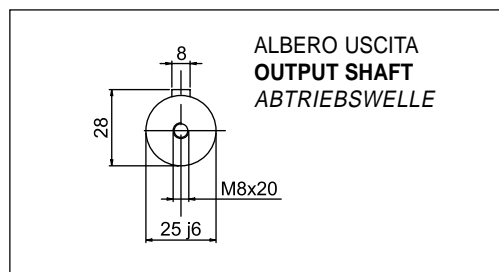 ALBERO USCITA
OUTPUT SHAFT
ABTRIEBSWELLE
8
28
M8x20
25 j6